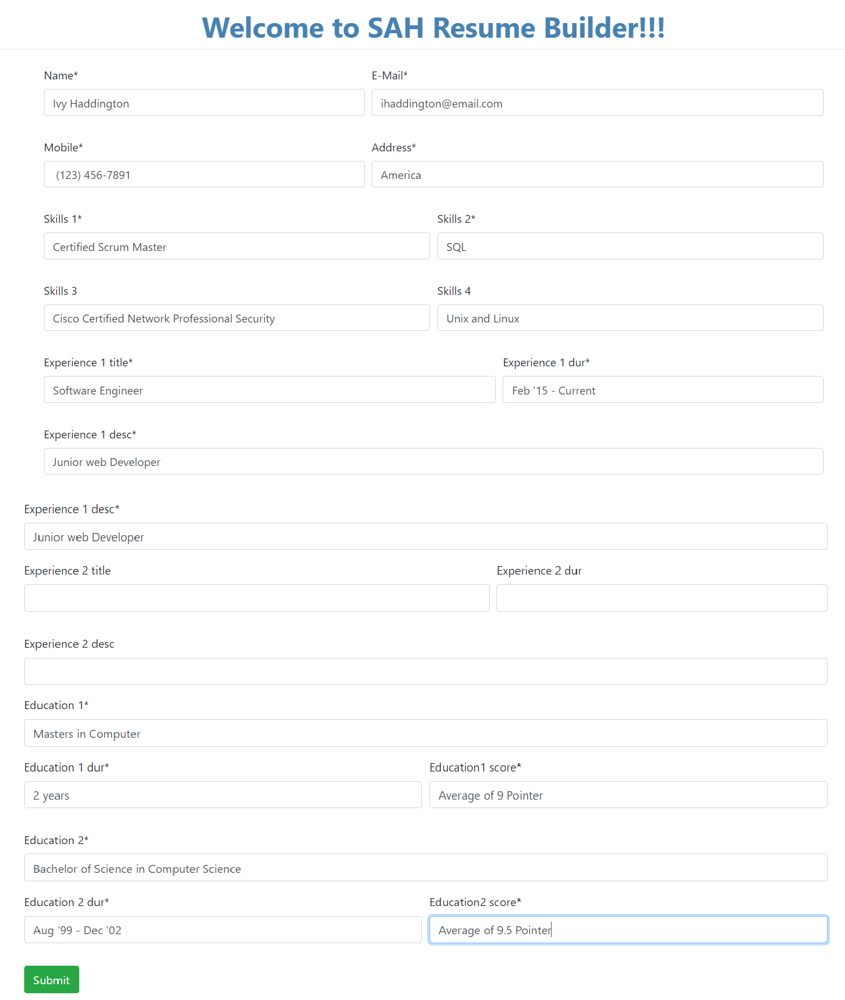 Welcome to SAH Resume Builder!!!
Name* E-Mail*
Ivy Haddington ihaddington@email.com
Mobile* Address*
(123) 456-7891 America
Skills 1* Skills 2*
Certified Scrum Master SQL
Skills 3 Skills 4
Cisco Certified Network Professional Security Unix and Linux
Experience 1 title* Experience 1 dur*
Software Engineer Feb '15 - Current
Experience 1 desc*
Junior web Developer
Experience 1 desc*
Junior web Developer
Experience 2 title Experience 2 dur
Experience 2 desc
Education 1*
Masters in Computer
Education 1 dur* Education1 score*
2 years Average of 9 Pointer
Education 2*
Bachelor of Science in Computer Science
Education 2 dur* Education2 score*
Aug '99 - Dec '02 Average of 9.5 Pointer
Submit